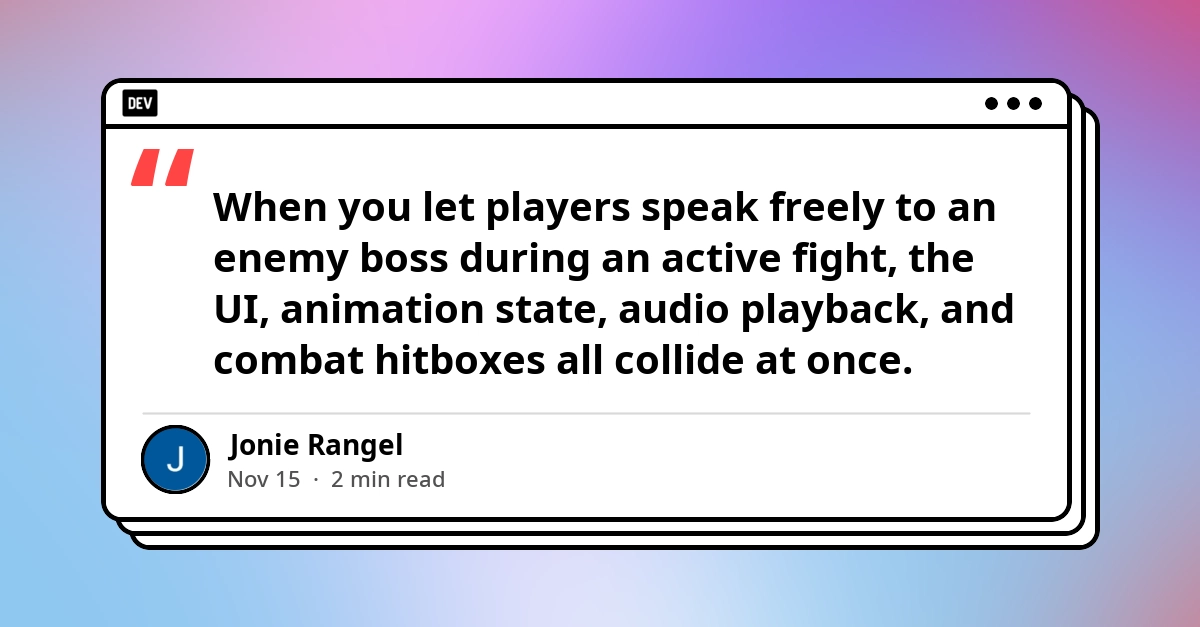 DEV
“
When you let players speak freely to an
enemy boss during an active fight, the
UI, animation state, audio playback, and
combat hitboxes all collide at once.
J
Jonie Rangel
Nov 15 · 2 min read